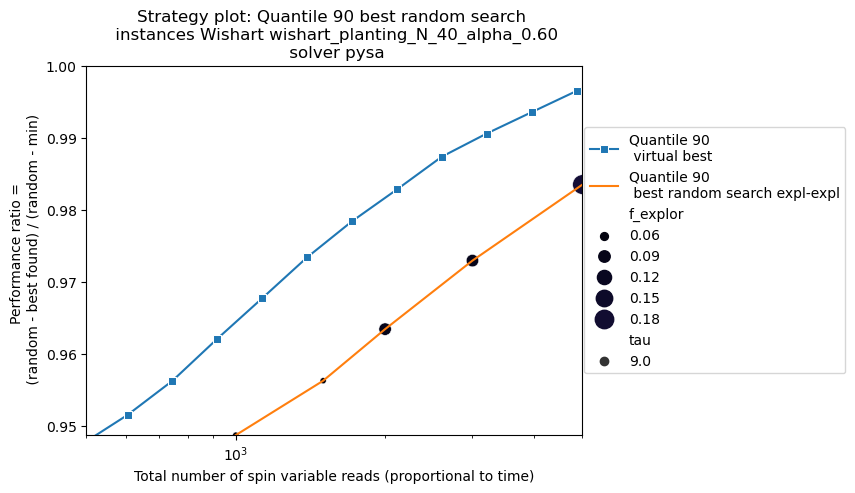 Strategy plot: Quantile 90 best random search
instances Wishart wishart_planting_N_40_alpha_0.60
solver pysa
1.00
0.99
0.98
0.97
0.96
0.95
Performance ratio =
(random - best found) / (random - min)
10^3
Total number of spin variable reads (proportional to time)
Quantile 90
virtual best
Quantile 90
best random search expl-expl
f_explor
0.06
0.09
0.12
0.15
0.18
tau
9.0